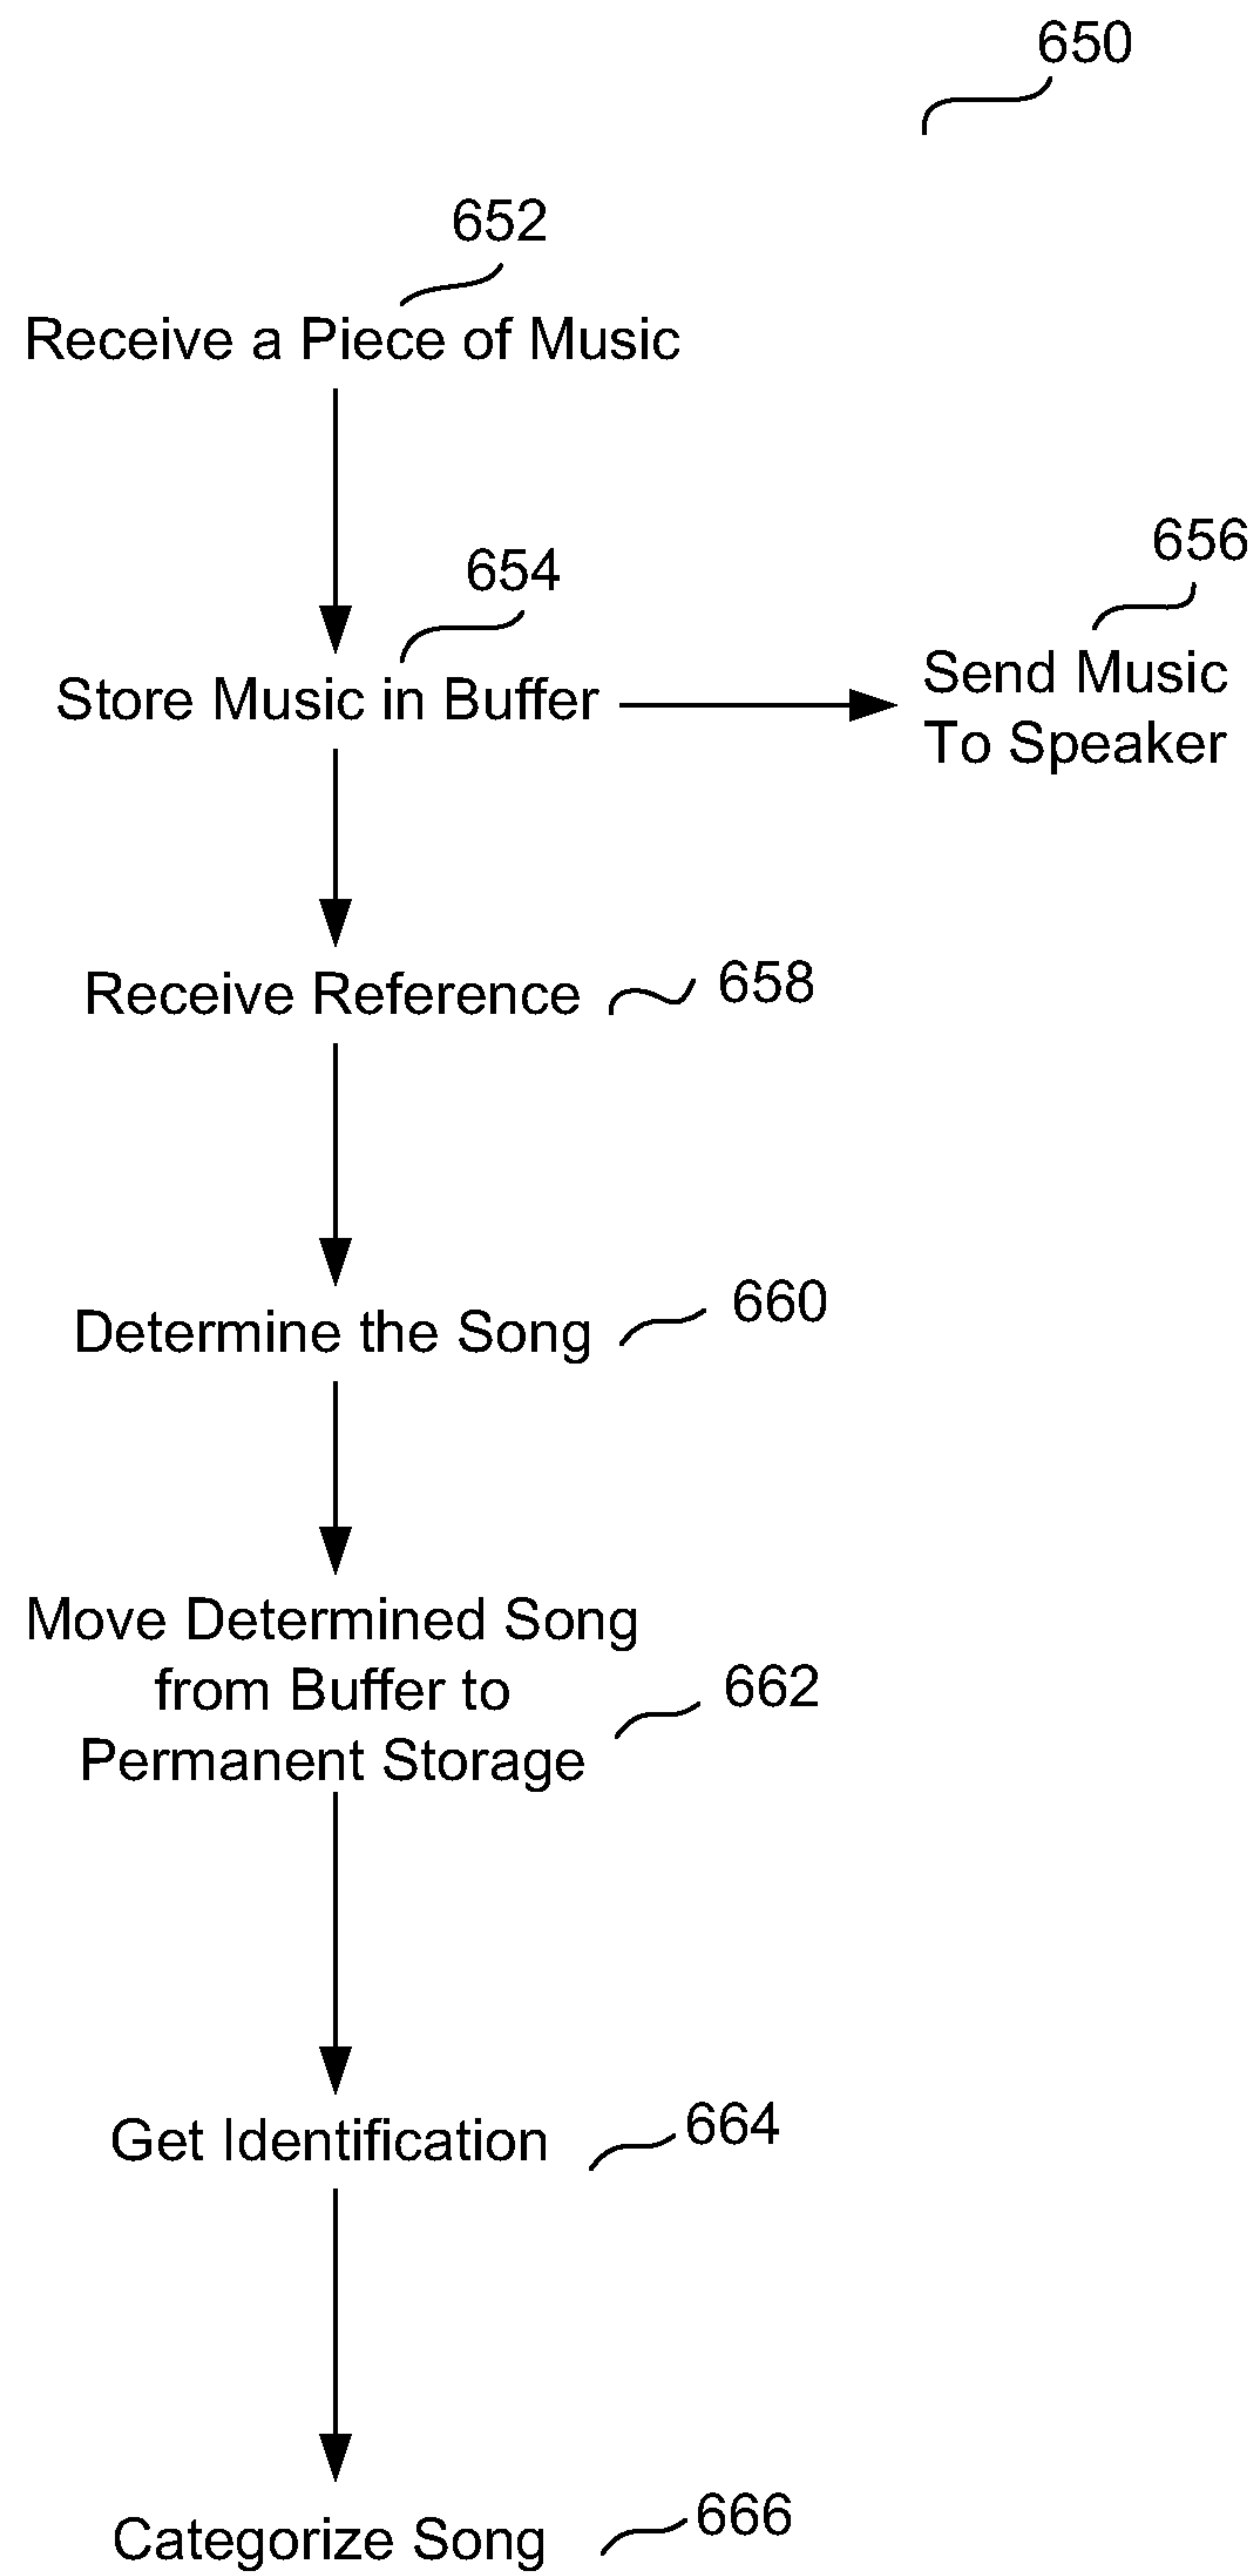 650
652
Receive a Piece of Music
654
656
Store Music in Buffer
Send Music
To Speaker
Receive Reference
658
Determine the Song
660
Move Determined Song
from Buffer to
Permanent Storage
662
Get Identification
664
Categorize Song
666